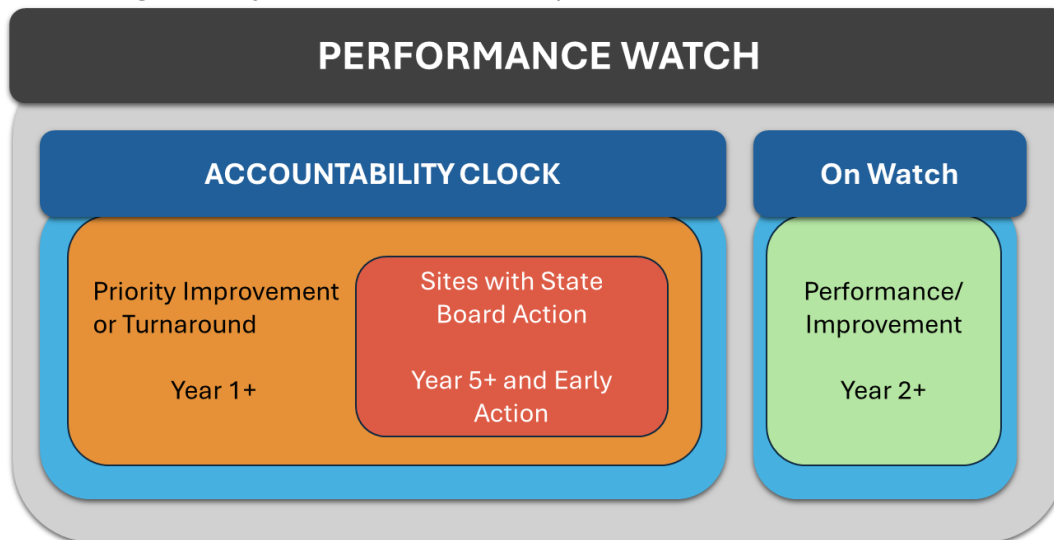 PERFORMANCE WATCH
ACCOUNTABILITY CLOCK
On Watch
Priority Improvement
or Turnaround
Year 1+
Sites with State
Board Action
Year 5+ and Early
Action
Performance/
Improvement
Year 2+